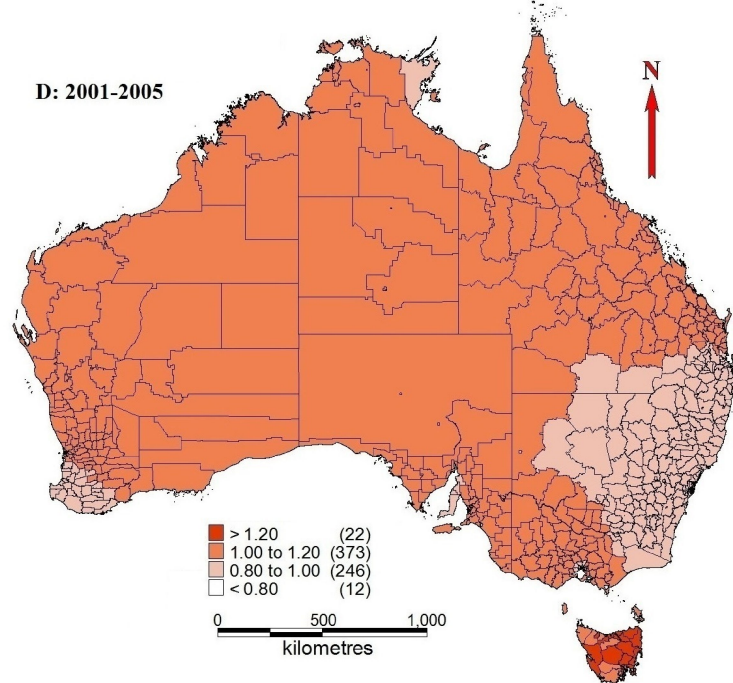 D: 2001-2005
N
> 1.20 (22)
1.00 to 1.20 (373)
0.80 to 1.00 (246)
< 0.80 (12)
0 500 1,000
kilometres